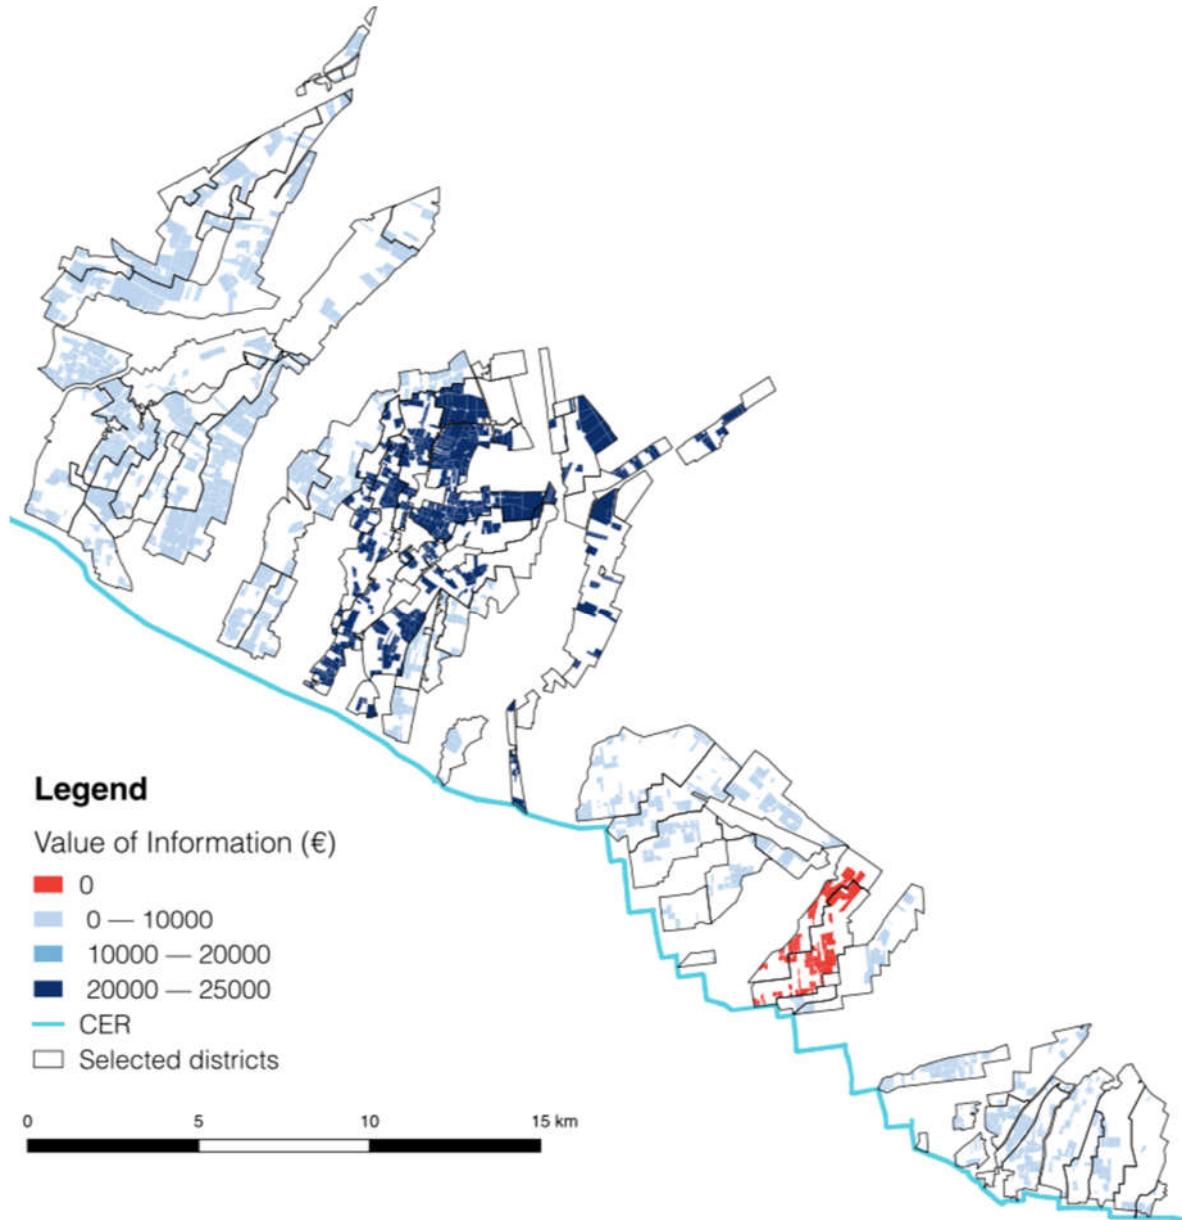 Legend
Value of Information (€)
0
0 — 10000
10000 — 20000
20000 — 25000
CER
Selected districts
0 5 10 15 km